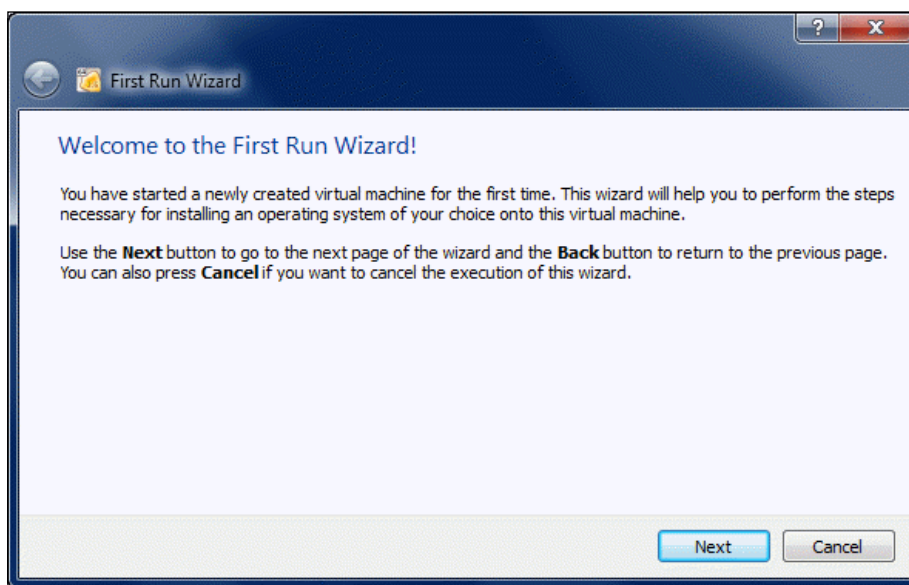 ?
X
First Run Wizard
Welcome to the First Run Wizard!
You have started a newly created virtual machine for the first time. This wizard will help you to perform the steps
necessary for installing an operating system of your choice onto this virtual machine.
Use the Next button to go to the next page of the wizard and the Back button to return to the previous page.
You can also press Cancel if you want to cancel the execution of this wizard.
Next
Cancel